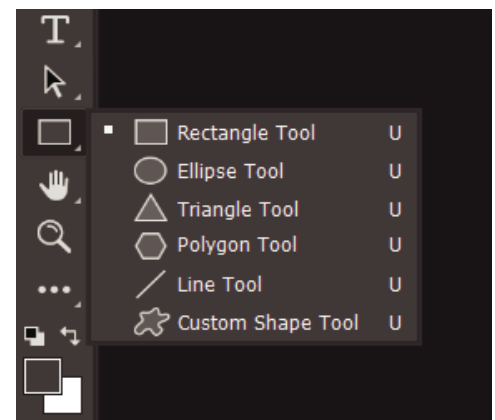 T
Rectangle Tool U
Ellipse Tool U
Triangle Tool U
Polygon Tool U
Line Tool U
Custom Shape Tool U